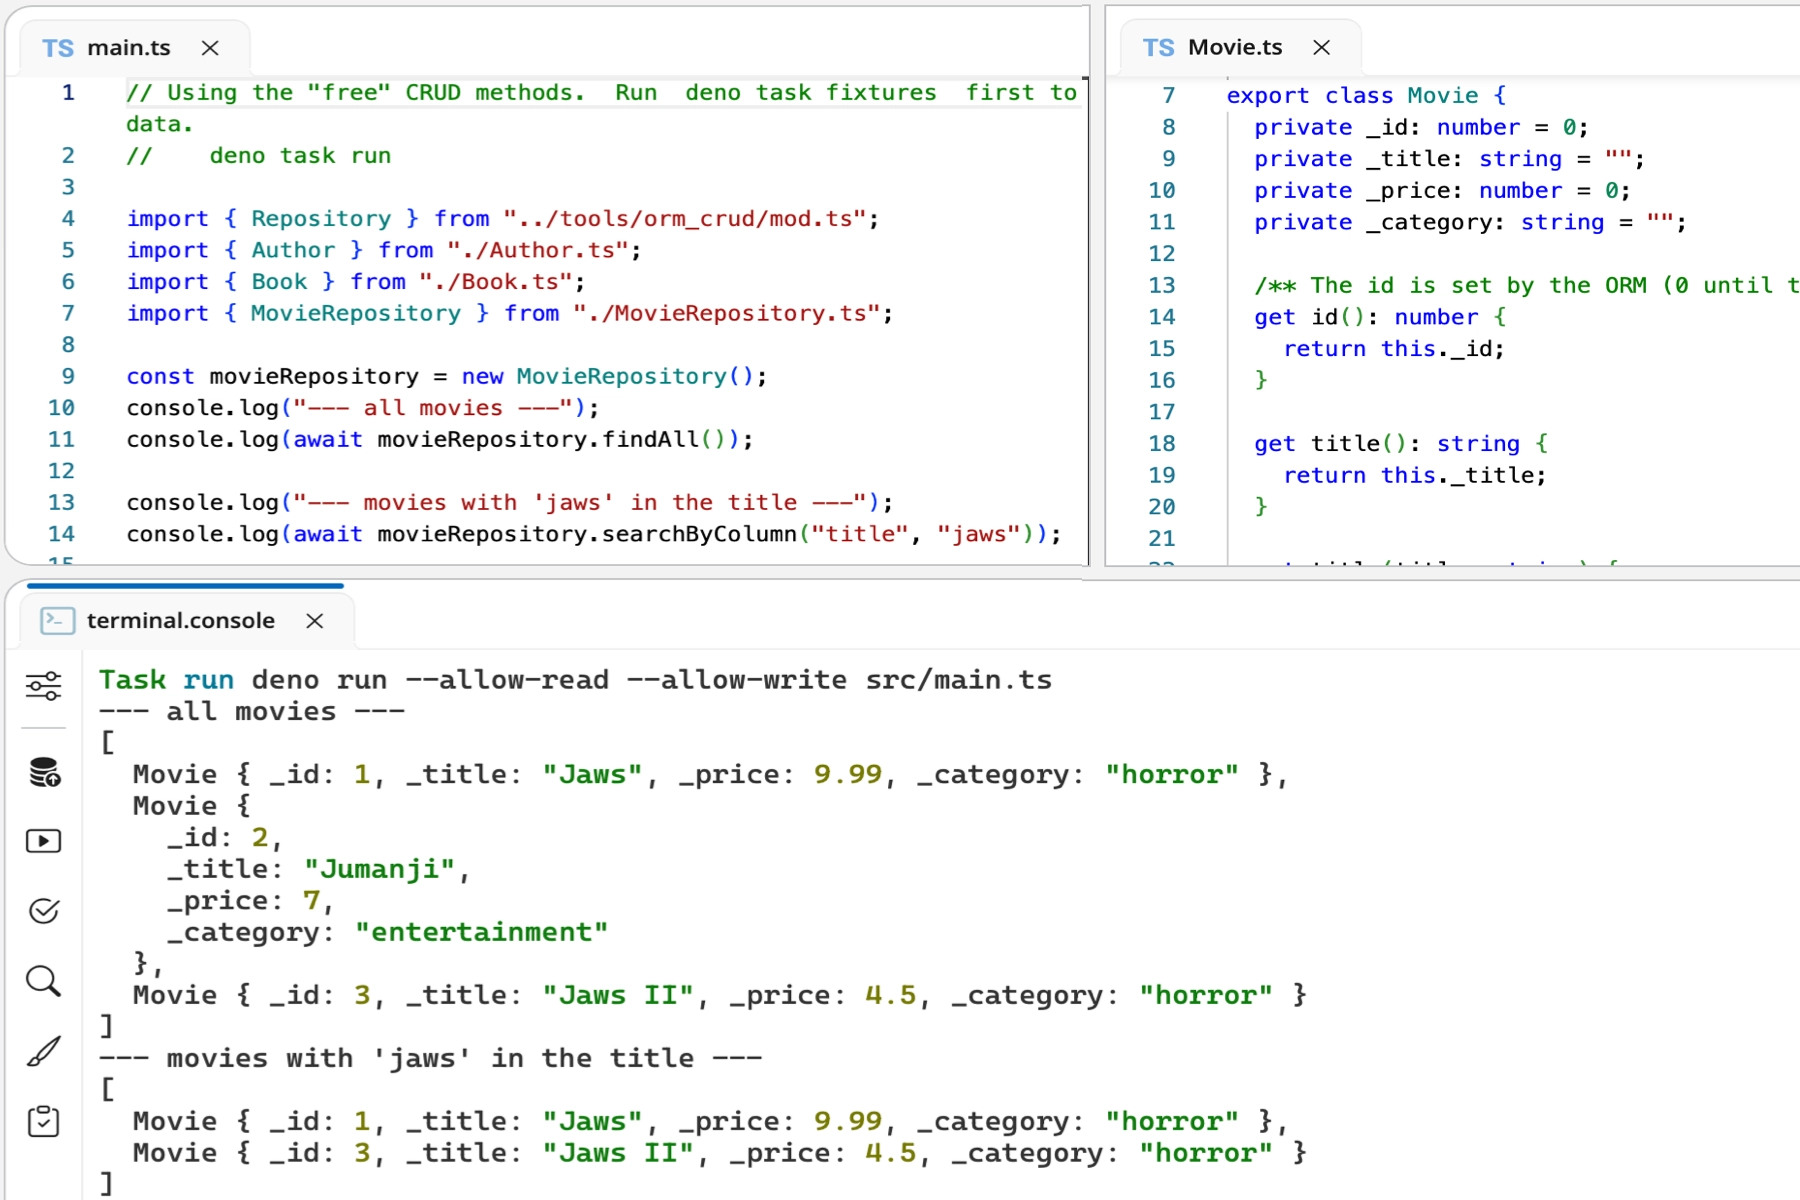 TS main.ts
1 // Using the "free" CRUD methods.  Run  deno task fixtures  first to
data.
2 //    deno task run
3
4 import { Repository } from "../tools/orm_crud/mod.ts";
5 import { Author } from "./Author.ts";
6 import { Book } from "./Book.ts";
7 import { MovieRepository } from "./MovieRepository.ts";
8
9 const movieRepository = new MovieRepository();
10 console.log("--- all movies ---");
11 console.log(await movieRepository.findAll());
12
13 console.log("--- movies with 'jaws' in the title ---");
14 console.log(await movieRepository.searchByColumn("title", "jaws"));
15
TS Movie.ts
7 export class Movie {
8   private _id: number = 0;
9   private _title: string = "";
10   private _price: number = 0;
11   private _category: string = "";
12
13   /** The id is set by the ORM (0 until t
14   get id(): number {
15     return this._id;
16   }
17
18   get title(): string {
19     return this._title;
20   }
21
terminal.console
Task run deno run --allow-read --allow-write src/main.ts
--- all movies ---
[
  Movie { _id: 1, _title: "Jaws", _price: 9.99, _category: "horror" },
  Movie {
    _id: 2,
    _title: "Jumanji",
    _price: 7,
    _category: "entertainment"
  },
  Movie { _id: 3, _title: "Jaws II", _price: 4.5, _category: "horror" }
]
--- movies with 'jaws' in the title ---
[
  Movie { _id: 1, _title: "Jaws", _price: 9.99, _category: "horror" },
  Movie { _id: 3, _title: "Jaws II", _price: 4.5, _category: "horror" }
]